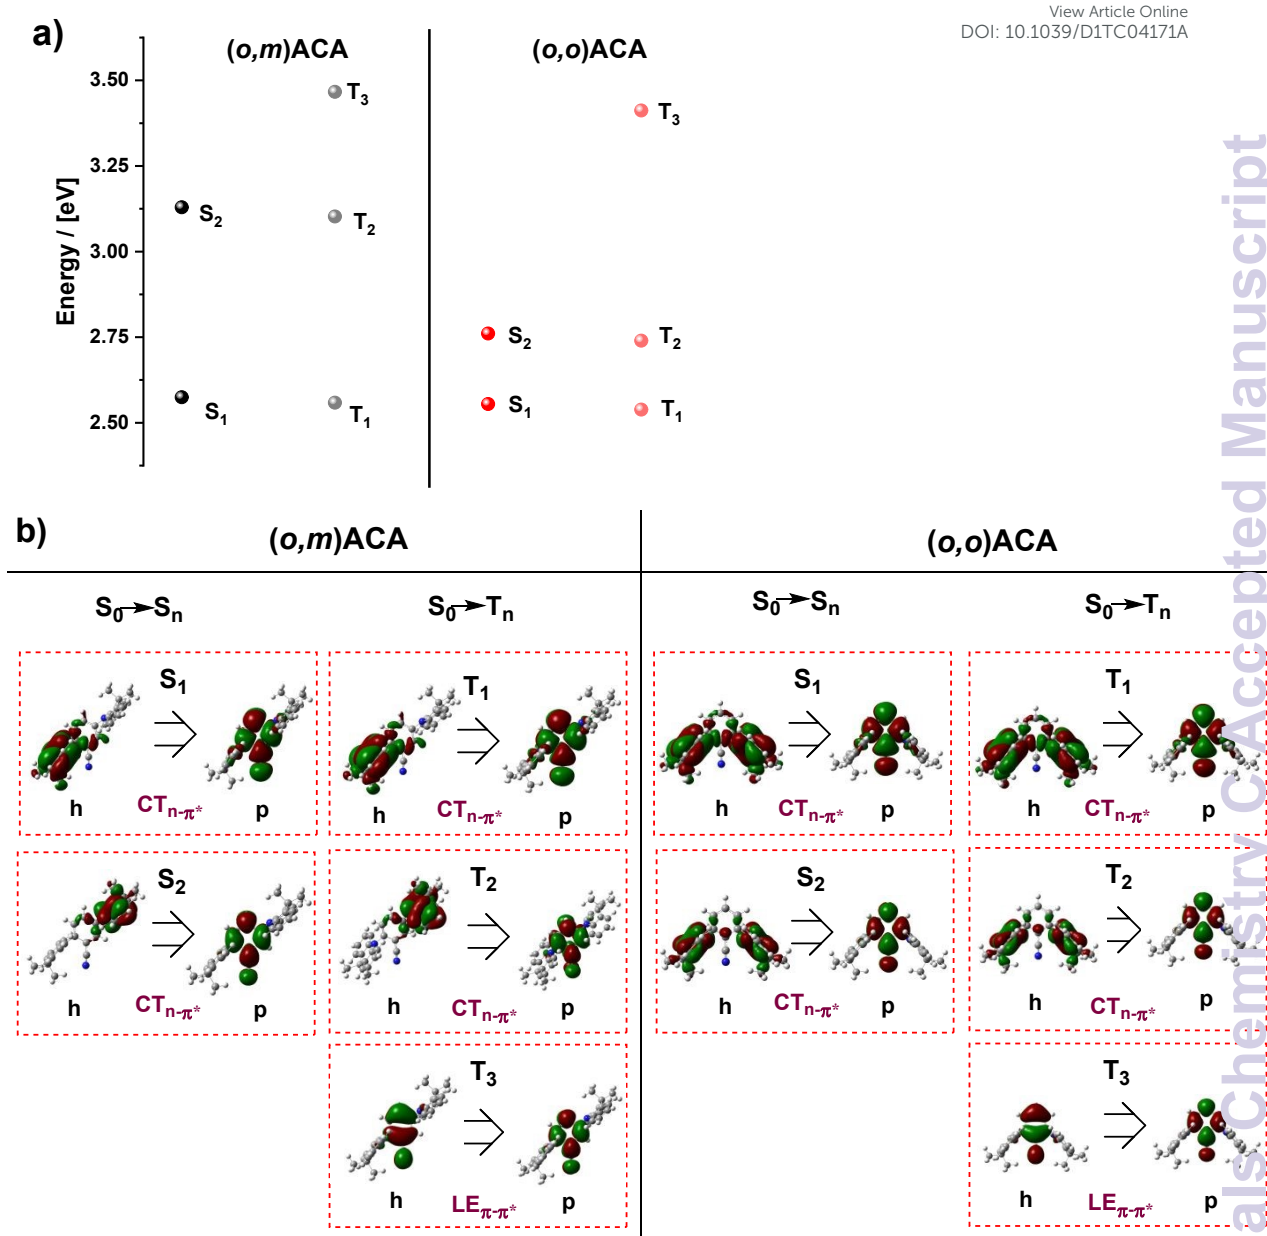 View Article Online
DOI: 10.1039/D1TC04171A
a)
(o,m)ACA
(o,o)ACA
Energy / [eV]
3.50
3.25
3.00
2.75
2.50
S2
S1
T3
T2
T1
S2
S1
T3
T2
T1
b)
(o,m)ACA
(o,o)ACA
S0→Sn
S0→Tn
S0→Sn
S0→Tn
S1
h CTn-π* p
T1
h CTn-π* p
S1
h CTn-π* p
T1
h CTn-π* p
S2
h CTn-π* p
T2
h CTn-π* p
S2
h CTn-π* p
T2
h CTn-π* p
T3
h LEπ-π* p
T3
h LEπ-π* p
als Chemistry C Accepted Manuscript